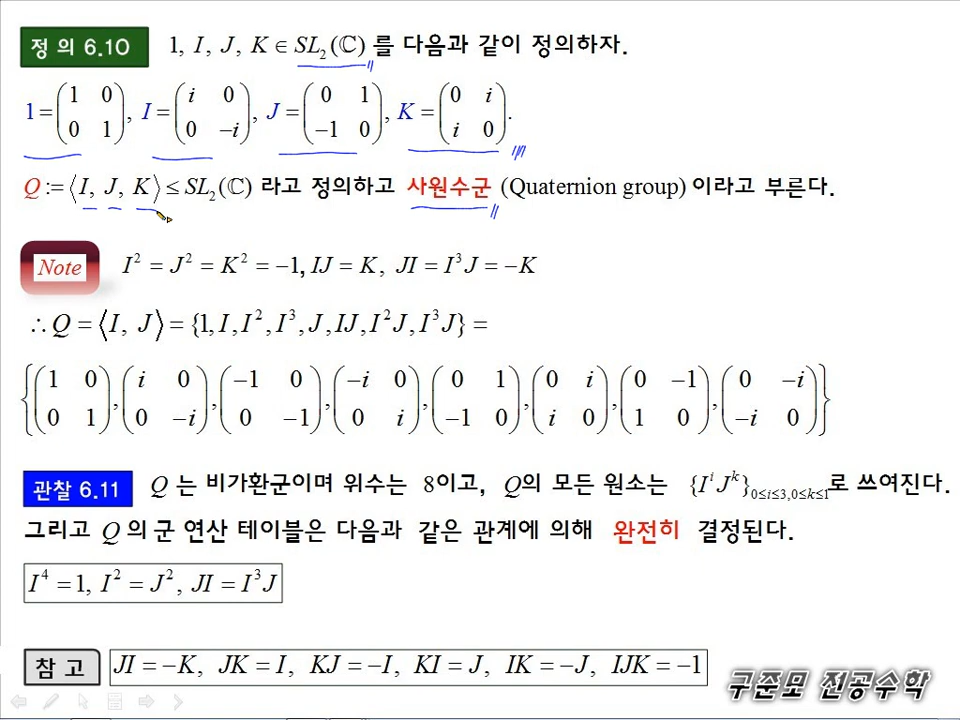 정 의 6.10 1, I, J, K ∈ SL₂(ℂ) 를 다음과 같이 정의하자.
1 = (1 0; 0 1), I = (i 0; 0 −i), J = (0 1; −1 0), K = (0 i; i 0).
Q := ⟨I, J, K⟩ ≤ SL₂(ℂ) 라고 정의하고 사원수군 (Quaternion group) 이라고 부른다.
Note I² = J² = K² = −1, IJ = K, JI = I³J = −K
∴ Q = ⟨I, J⟩ = {1, I, I², I³, J, IJ, I²J, I³J} =
{(1 0; 0 1), (i 0; 0 −i), (−1 0; 0 −1), (−i 0; 0 i), (0 1; −1 0), (0 i; i 0), (0 −1; 1 0), (0 −i; −i 0)}
관찰 6.11 Q 는 비가환군이며 위수는 8이고, Q의 모든 원소는 {IⁱJᵏ}₀≤i≤3,0≤k≤1로 쓰여진다.
그리고 Q 의 군 연산 테이블은 다음과 같은 관계에 의해 완전히 결정된다.
I⁴ = 1, I² = J², JI = I³J
참 고 JI = −K, JK = I, KJ = −I, KI = J, IK = −J, IJK = −1
구준모 전공수학